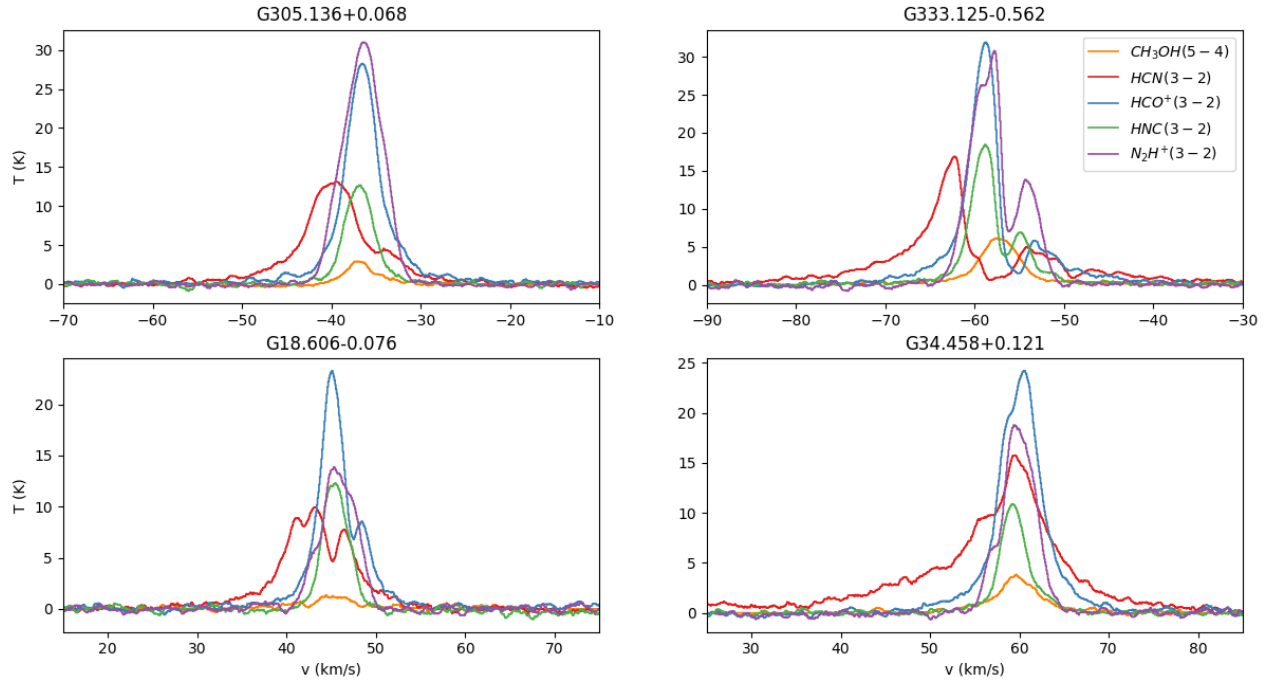 G305.136+0.068
T (K)
30
25
20
15
10
5
0
−70 −60 −50 −40 −30 −20 −10
G333.125-0.562
CH₃OH(5 − 4)
HCN(3 − 2)
HCO⁺(3 − 2)
HNC(3 − 2)
N₂H⁺(3 − 2)
30
25
20
15
10
5
0
−90 −80 −70 −60 −50 −40 −30
G18.606-0.076
T (K)
20
15
10
5
0
20 30 40 50 60 70
v (km/s)
G34.458+0.121
25
20
15
10
5
0
30 40 50 60 70 80
v (km/s)